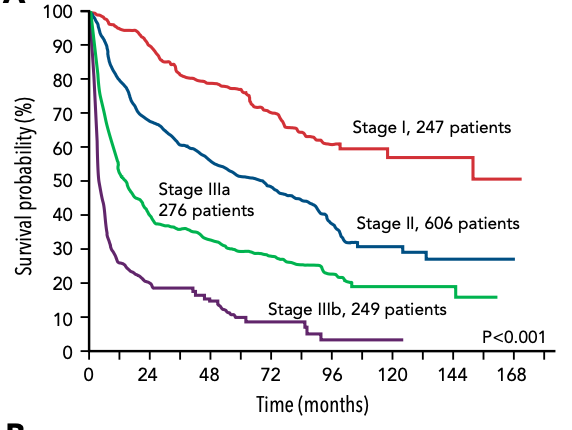 100
90
80
70
60
50
40
30
20
10
0
Survival probability (%)
Stage I, 247 patients
Stage IIIa
276 patients
Stage II, 606 patients
Stage IIIb, 249 patients
P<0.001
0 24 48 72 96 120 144 168
Time (months)